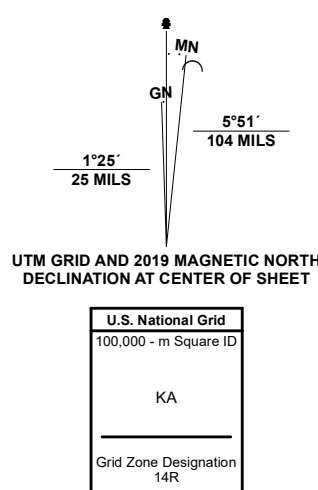 MN
GN
5°51´
104 MILS
1°25´
25 MILS
UTM GRID AND 2019 MAGNETIC NORTH
DECLINATION AT CENTER OF SHEET
U.S. National Grid
100,000 - m Square ID
KA
Grid Zone Designation
14R